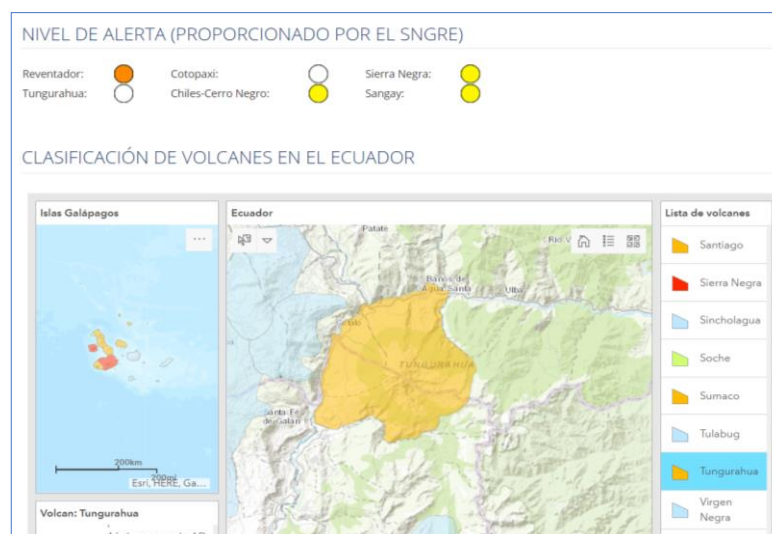 NIVEL DE ALERTA (PROPORCIONADO POR EL SNGRE)
Reventador: Cotopaxi: Sierra Negra:
Tungurahua: Chiles-Cerro Negro: Sangay:
CLASIFICACIÓN DE VOLCANES EN EL ECUADOR
Islas Galápagos
200km
Esri, HERE, Ga...
Volcan: Tungurahua
Ecuador
Patate
Baños de
Agua Santa
Ulba
TUNGURAHUA
Santa Fe
de Galan
Lista de volcanes
Santiago
Sierra Negra
Sincholagua
Soche
Sumaco
Tulabug
Tungurahua
Virgen
Negra